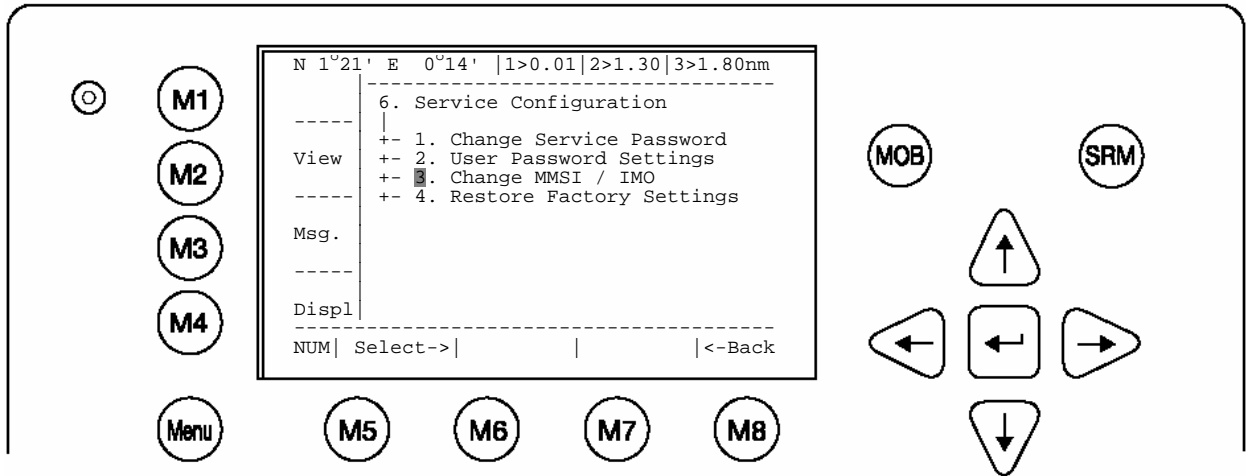 N 1°21' E 0°14' |1>0.01|2>1.30|3>1.80nm
M1
6. Service Configuration
+- 1. Change Service Password
View
+- 2. User Password Settings
MOB
SRM
M2
+- 3. Change MMSI / IMO
+- 4. Restore Factory Settings
Msg.
M3
Displ
M4
NUM| Select->| | |<-Back
Menu
M5
M6
M7
M8